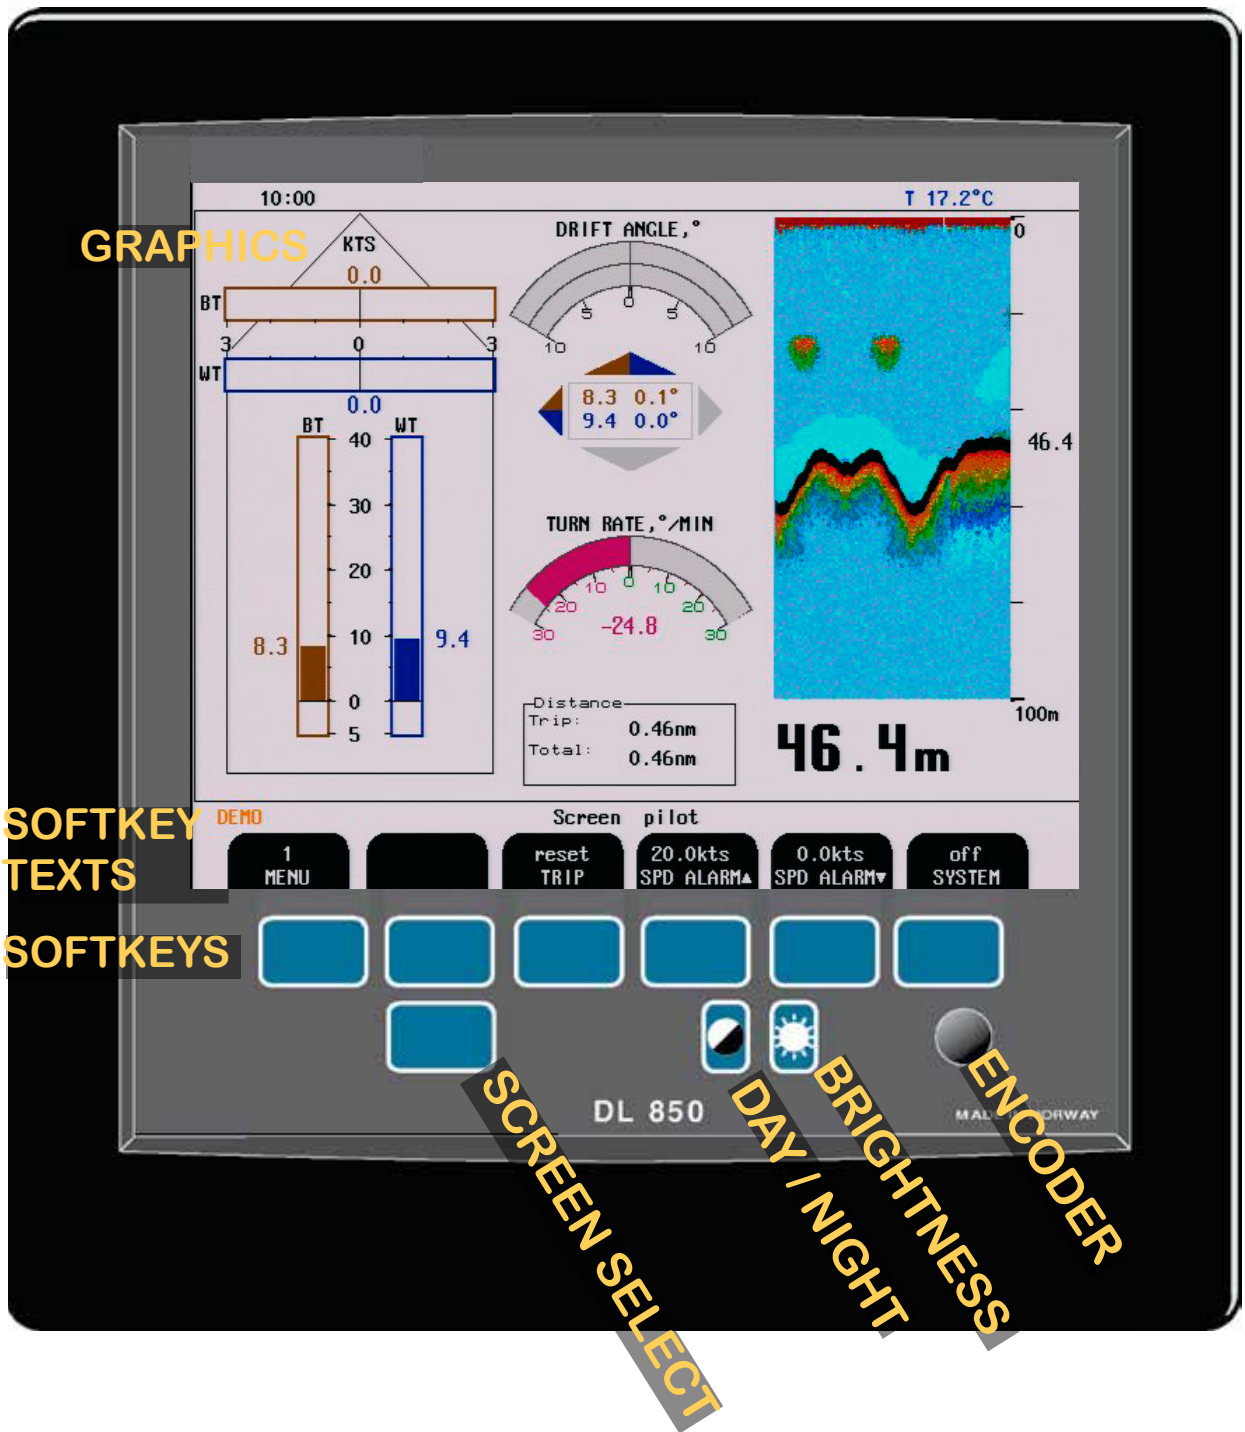 10:00
T 17.2°C
GRAPHICS
KTS
0.0
BT
3 0 3
WT
0.0
BT WT
40
30
20
10
0
5
8.3
9.4
DRIFT ANGLE,°
10 5 0 5 10
8.3 0.1°
9.4 0.0°
TURN RATE,°/MIN
30 20 10 0 10 20 30
-24.8
Distance
Trip: 0.46nm
Total: 0.46nm
0
46.4
100m
46.4m
DEMO
Screen pilot
SOFTKEY
TEXTS
1
MENU
reset
TRIP
20.0kts
SPD ALARM▲
0.0kts
SPD ALARM▼
off
SYSTEM
SOFTKEYS
DL 850
MADE IN NORWAY
SCREEN SELECT
DAY / NIGHT
BRIGHTNESS
ENCODER